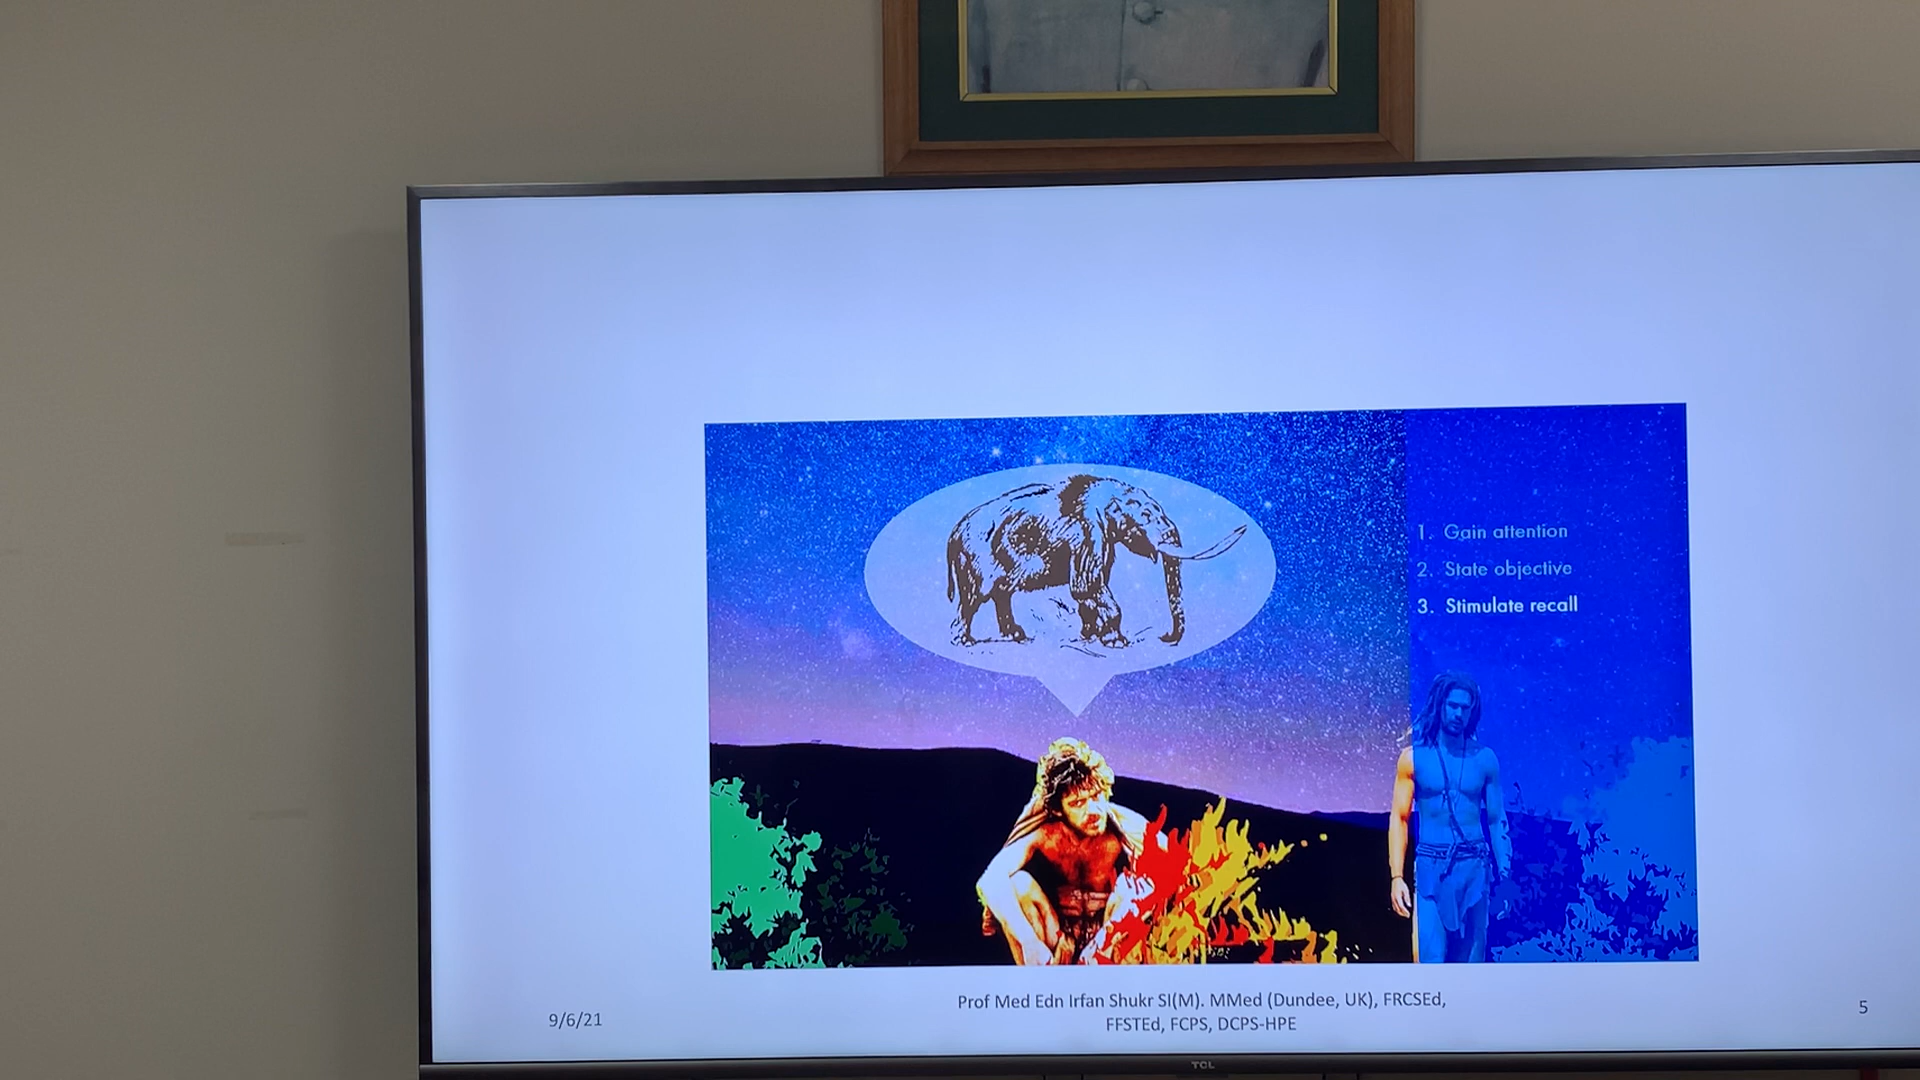 1. Gain attention
2. State objective
3. Stimulate recall
9/6/21
Prof Med Edn Irfan Shukr SI(M). MMed (Dundee, UK), FRCSEd,
FFSTEd, FCPS, DCPS-HPE
5
TCL